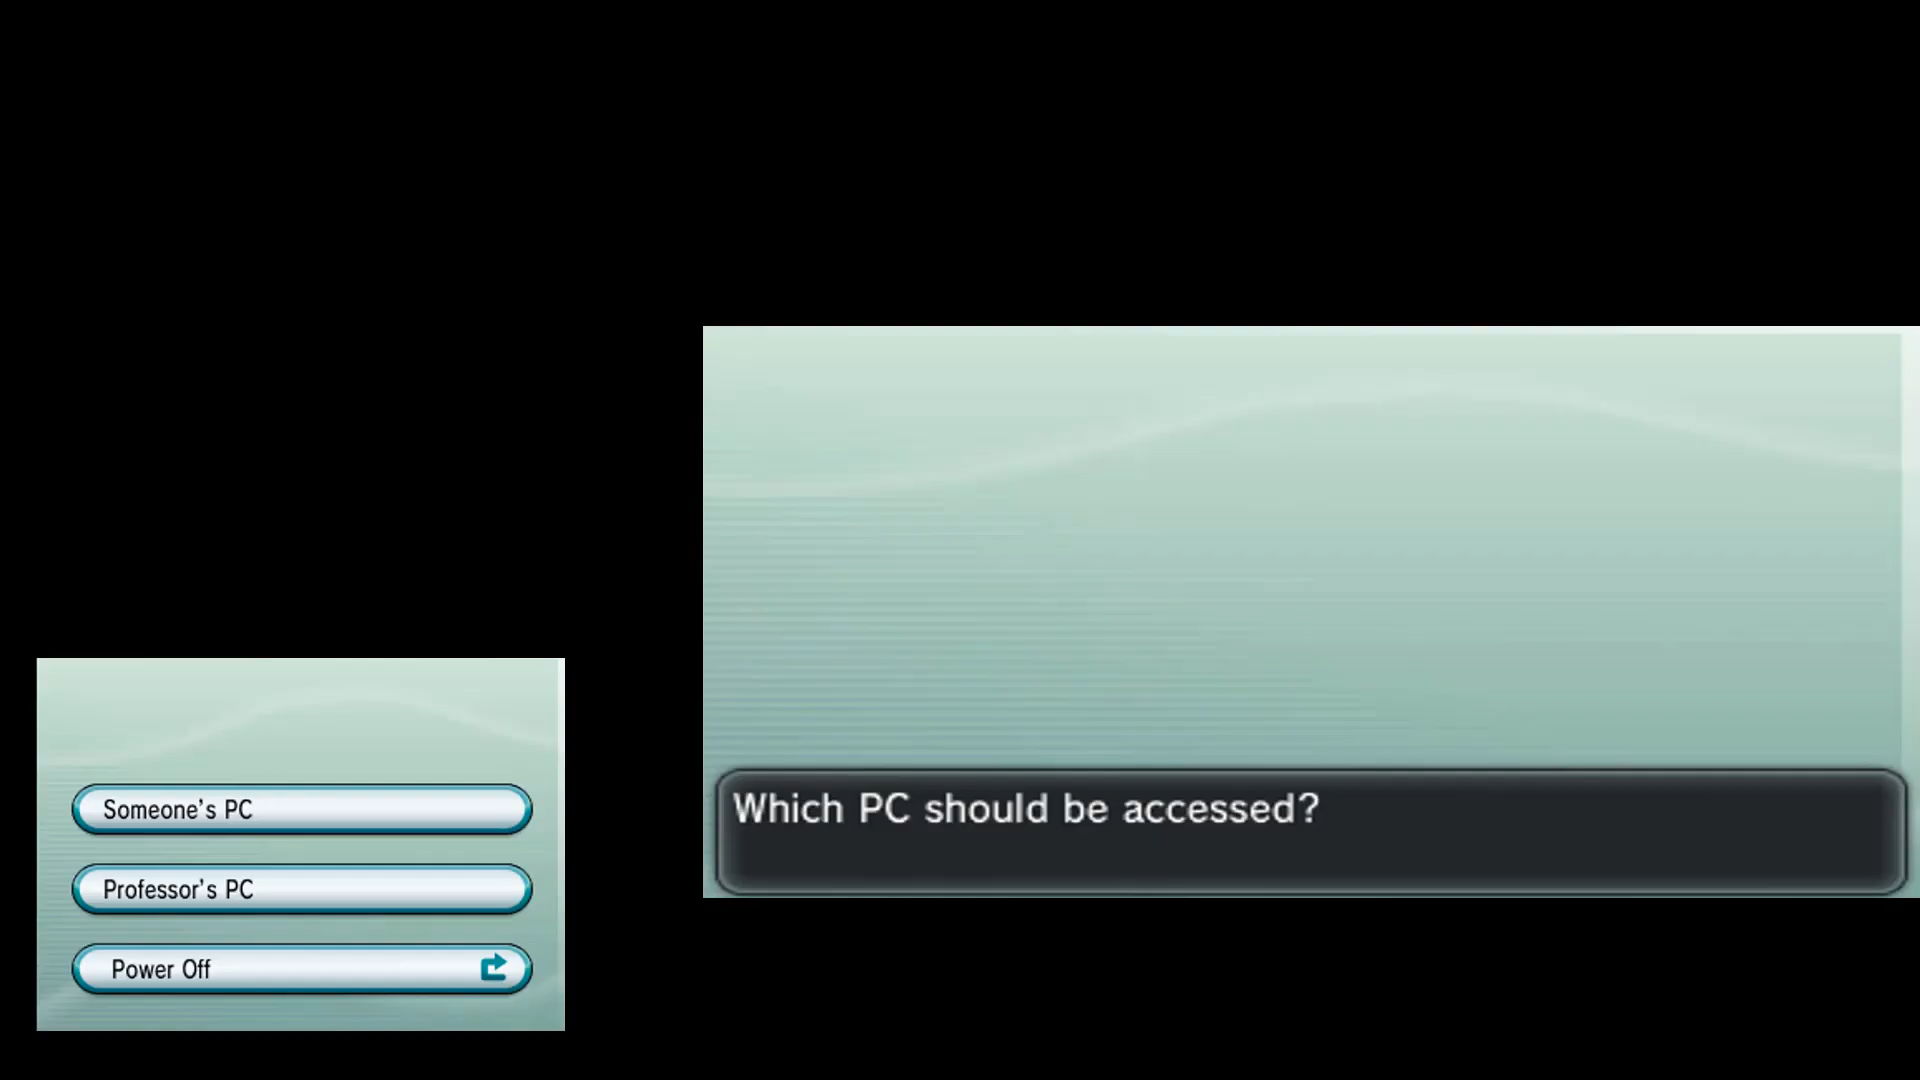 Which PC should be accessed?
Someone's PC
Professor's PC
Power Off